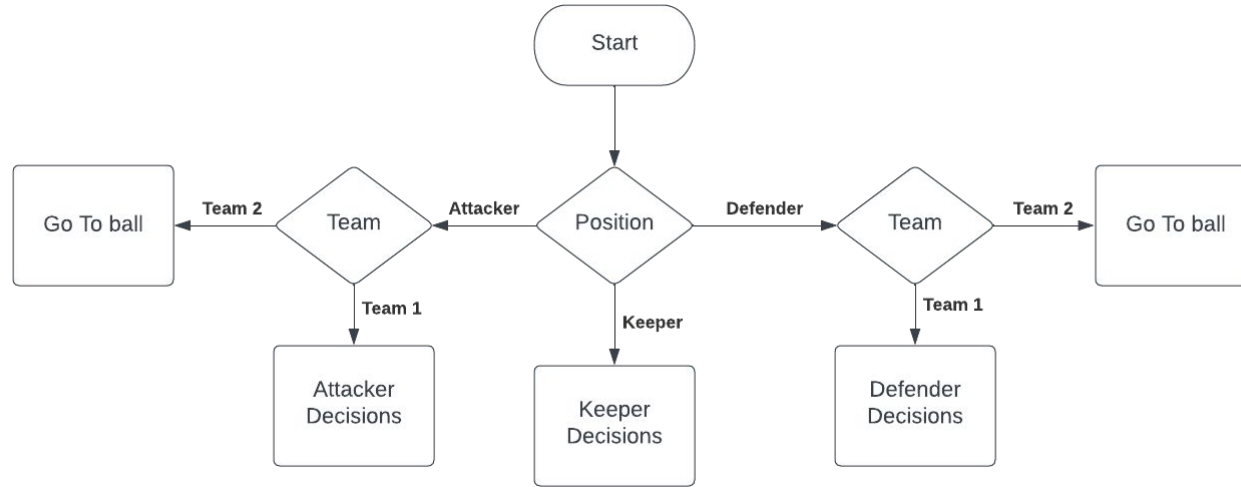 Start
Go To ball
Team 2
Team
Attacker
Position
Defender
Team
Team 2
Go To ball
Team 1
Keeper
Team 1
Attacker
Decisions
Keeper
Decisions
Defender
Decisions